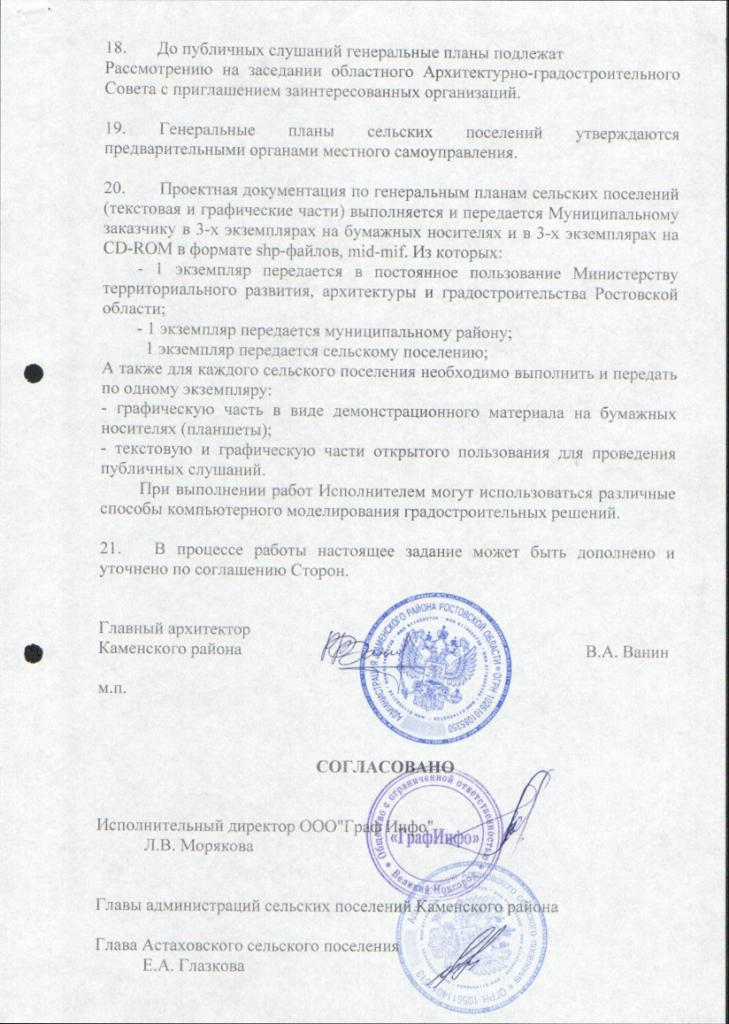 18. До публичных слушаний генеральные планы подлежат
Рассмотрению на заседании областного Архитектурно-градостроительного
Совета с приглашением заинтересованных организаций.
19. Генеральные планы сельских поселений утверждаются
предварительными органами местного самоуправления.
20. Проектная документация по генеральным планам сельских поселений
(текстовая и графические части) выполняется и передается Муниципальному
заказчику в 3-х экземплярах на бумажных носителях и в 3-х экземплярах на
CD-ROM в формате shp-файлов, mid-mif. Из которых:
- 1 экземпляр передается в постоянное пользование Министерству
территориального развития, архитектуры и градостроительства Ростовской
области;
- 1 экземпляр передается муниципальному району;
1 экземпляр передается сельскому поселению;
А также для каждого сельского поселения необходимо выполнить и передать
по одному экземпляру:
- графическую часть в виде демонстрационного материала на бумажных
носителях (планшеты);
- текстовую и графическую части открытого пользования для проведения
публичных слушаний.
При выполнении работ Исполнителем могут использоваться различные
способы компьютерного моделирования градостроительных решений.
21. В процессе работы настоящее задание может быть дополнено и
уточнено по соглашению Сторон.
Главный архитектор
Каменского района
В.А. Ванин
АДМИНИСТРАЦИЯ КАМЕНСКОГО РАЙОНА РОСТОВСКОЙ ОБЛАСТИ
м.п.
СОГЛАСОВАНО
Исполнительный директор ООО"Граф Инфо"
Л.В. Морякова
Общество с ограниченной ответственностью
«ГрафИнфо»
Великий Новгород
Главы администраций сельских поселений Каменского района
Глава Астаховского сельского поселения
Е.А. Глазкова